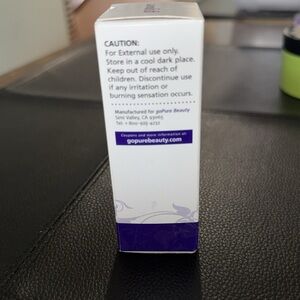 CAUTION:
For External use only.
Store in a cool dark place.
Keep out of reach of
children. Discontinue use
if any irritation or
burning sensation occurs.
Manufactured for goPure Beauty
Simi Valley, CA 93065
Coupons and more information at:
gopurebeauty.com